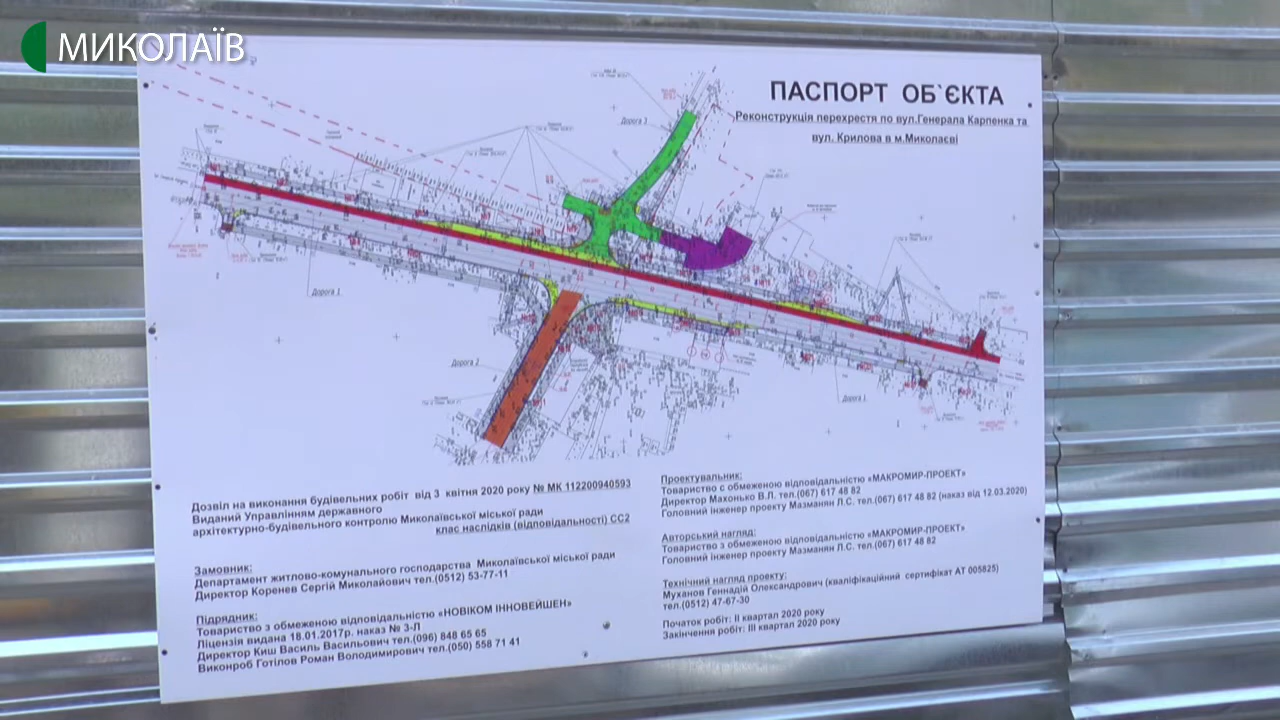 МИКОЛАЇВ
ПАСПОРТ ОБ`ЄКТА
Реконструкція перехрестя по вул.Генерала Карпенка та
вул. Крилова в м.Миколаєві
Дорога 3
Дорога 1
Дорога 2
Дорога 1
Дозвіл на виконання будівельних робіт від 3 квітня 2020 року № МК 112200940593
Виданий Управлінням державного
архітектурно-будівельного контролю Миколаївської міської ради
клас наслідків (відповідальності) СС2
Замовник:
Департамент житлово-комунального господарства Миколаївської міської ради
Директор Коренев Сергій Миколайович тел.(0512) 53-77-11
Підрядник:
Товариство з обмеженою відповідальністю «НОВІКОМ ІННОВЕЙШЕН»
Ліцензія видана 18.01.2017р. наказ № 3-Л
Директор Киш Василь Васильович тел.(096) 848 65 65
Виконроб Готілов Роман Володимирович тел.(050) 558 71 41
Проектувальник:
Товариство с обмеженою відповідальністю «МАКРОМИР-ПРОЕКТ»
Директор Махонько В.Л. тел.(067) 617 48 82
Головний інженер проекту Мазманян Л.С. тел.(067) 617 48 82 (наказ від 12.03.2020)
Авторський нагляд:
Товариство з обмеженою відповідальністю «МАКРОМИР-ПРОЕКТ»
Головний інженер проекту Мазманян Л.С. тел.(067) 617 48 82
Технічний нагляд проекту:
Муханов Геннадій Олександрович (кваліфікаційний сертифікат АТ 005825)
тел.(0512) 47-67-30
Початок робіт: ІІ квартал 2020 року
Закінчення робіт: ІІІ квартал 2020 року